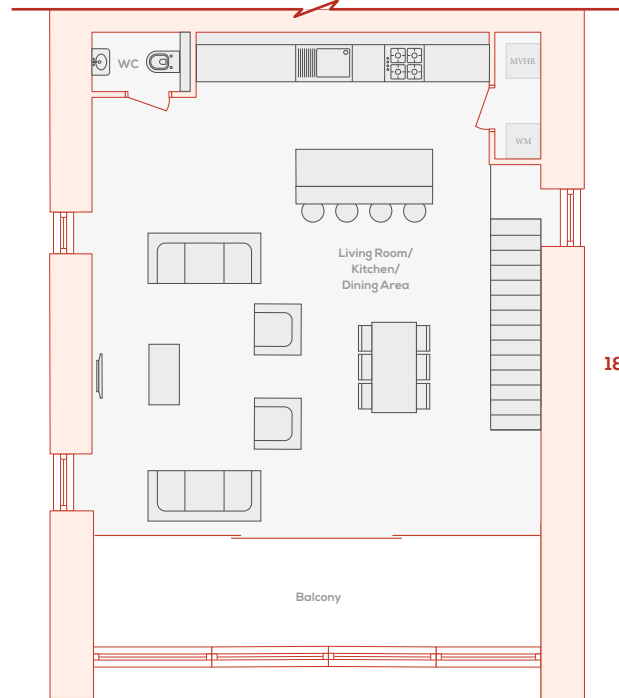 WC
MVHR
WM
Living Room/
Kitchen/
Dining Area
18
Balcony